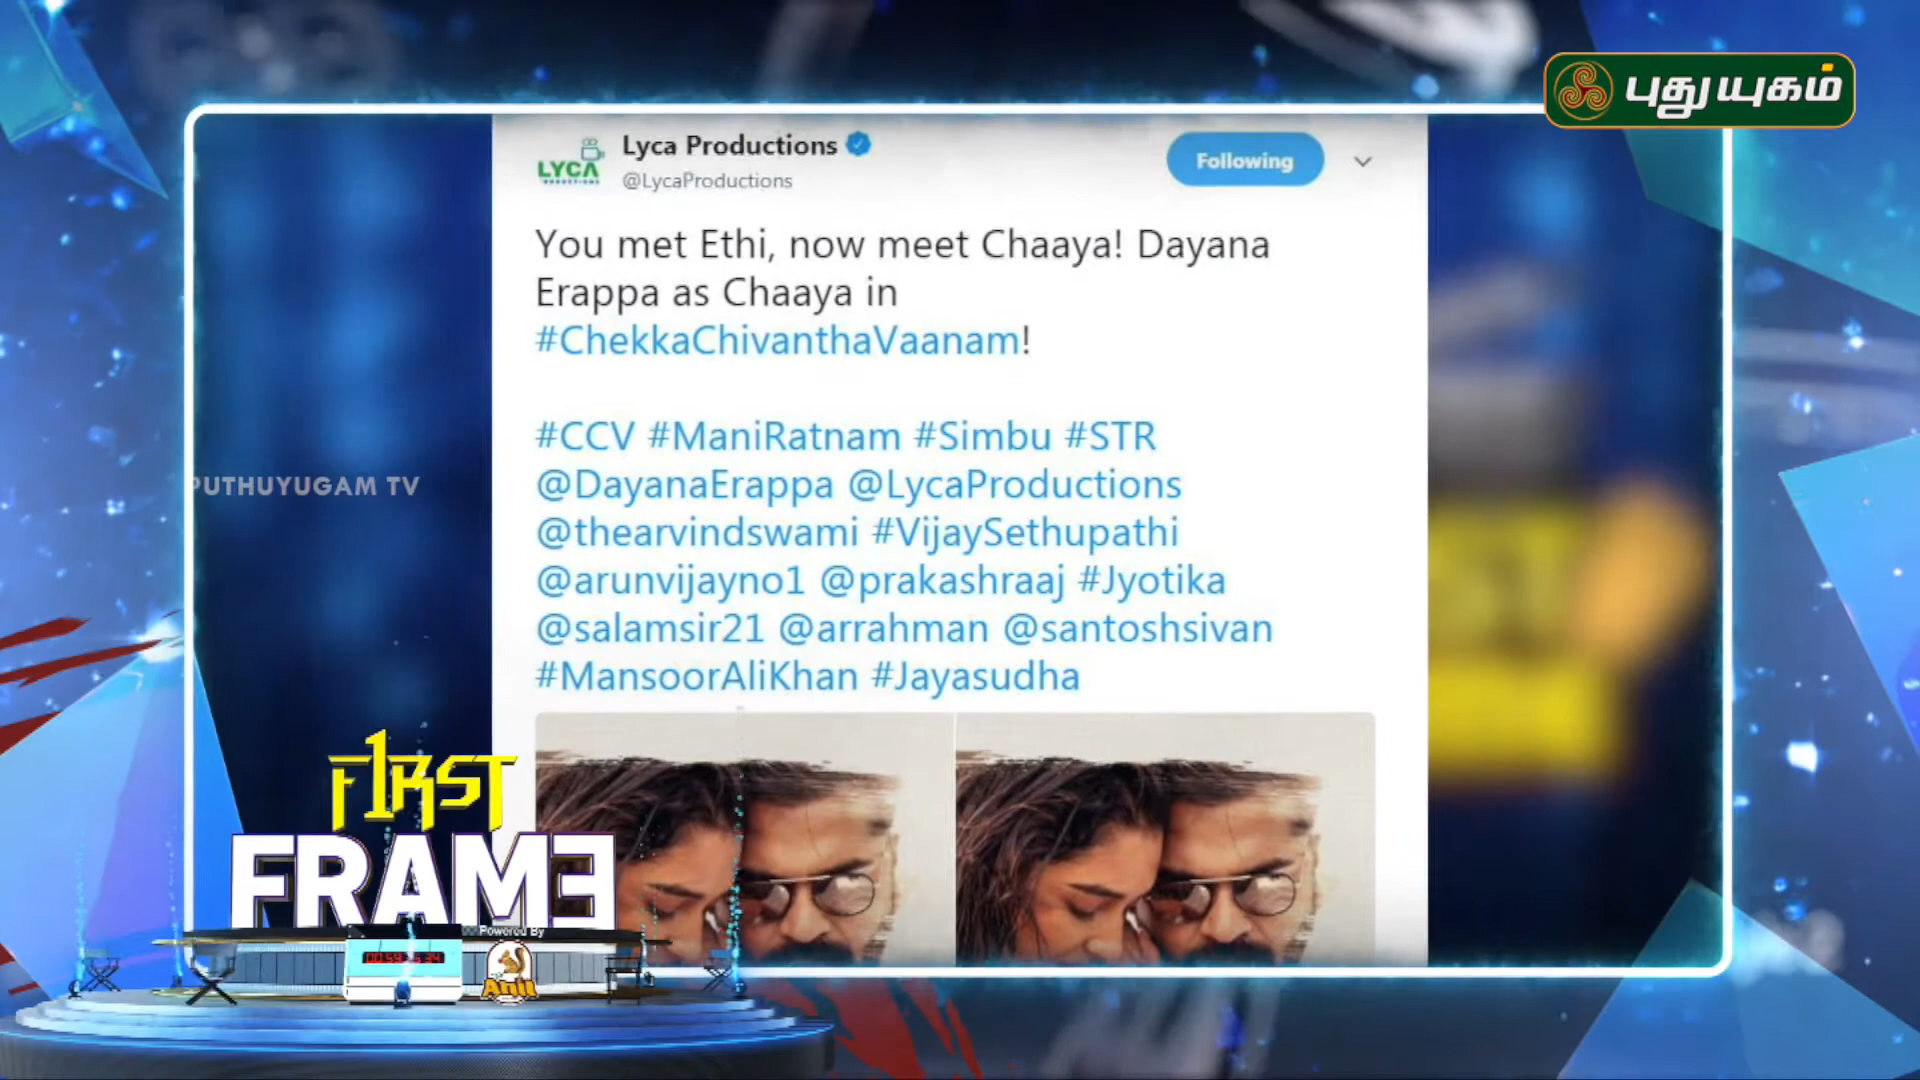 புதுயுகம்
LYCA
PRODUCTIONS
Lyca Productions
@LycaProductions
Following
You met Ethi, now meet Chaaya! Dayana
Erappa as Chaaya in
#ChekkaChivanthaVaanam!
#CCV #ManiRatnam #Simbu #STR
@DayanaErappa @LycaProductions
@thearvindswami #VijaySethupathi
@arunvijayno1 @prakashraaj #Jyotika
@salamsir21 @arrahman @santoshsivan
#MansoorAliKhan #Jayasudha
PUTHUYUGAM TV
F1RST
FRAME
Powered By
Anil